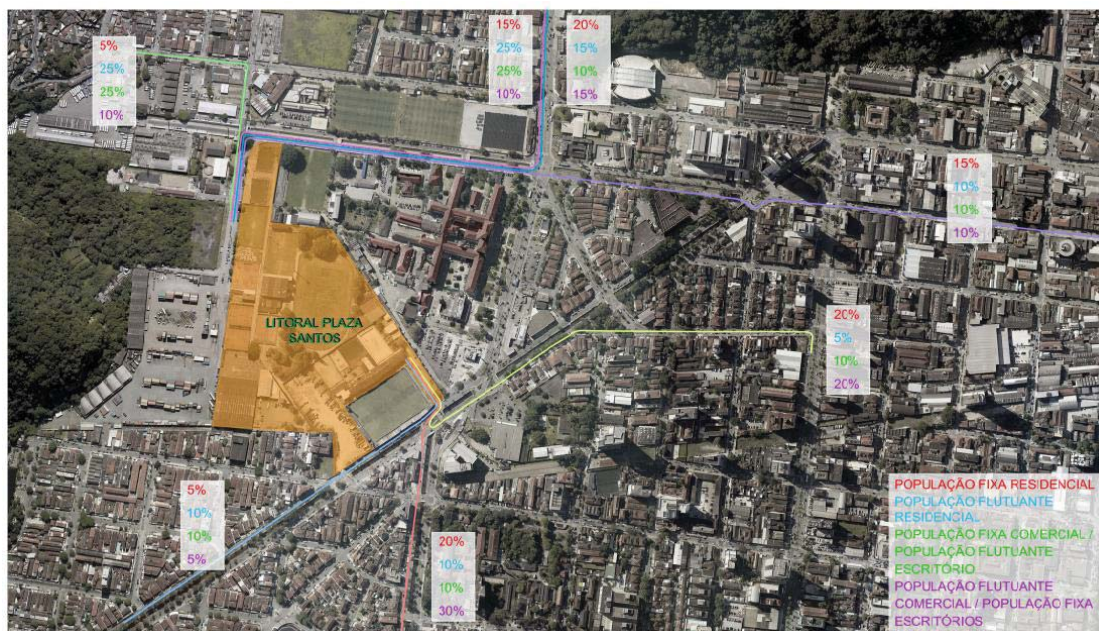 5%
25%
25%
10%
15%
25%
25%
10%
20%
15%
10%
15%
15%
10%
10%
10%
LITORAL PLAZA
SANTOS
20%
5%
10%
20%
5%
10%
10%
5%
20%
10%
10%
30%
POPULAÇÃO FIXA RESIDENCIAL
POPULAÇÃO FLUTUANTE
RESIDENCIAL
POPULAÇÃO FIXA COMERCIAL /
POPULAÇÃO FLUTUANTE
ESCRITÓRIO
POPULAÇÃO FLUTUANTE
COMERCIAL / POPULAÇÃO FIXA
ESCRITÓRIOS